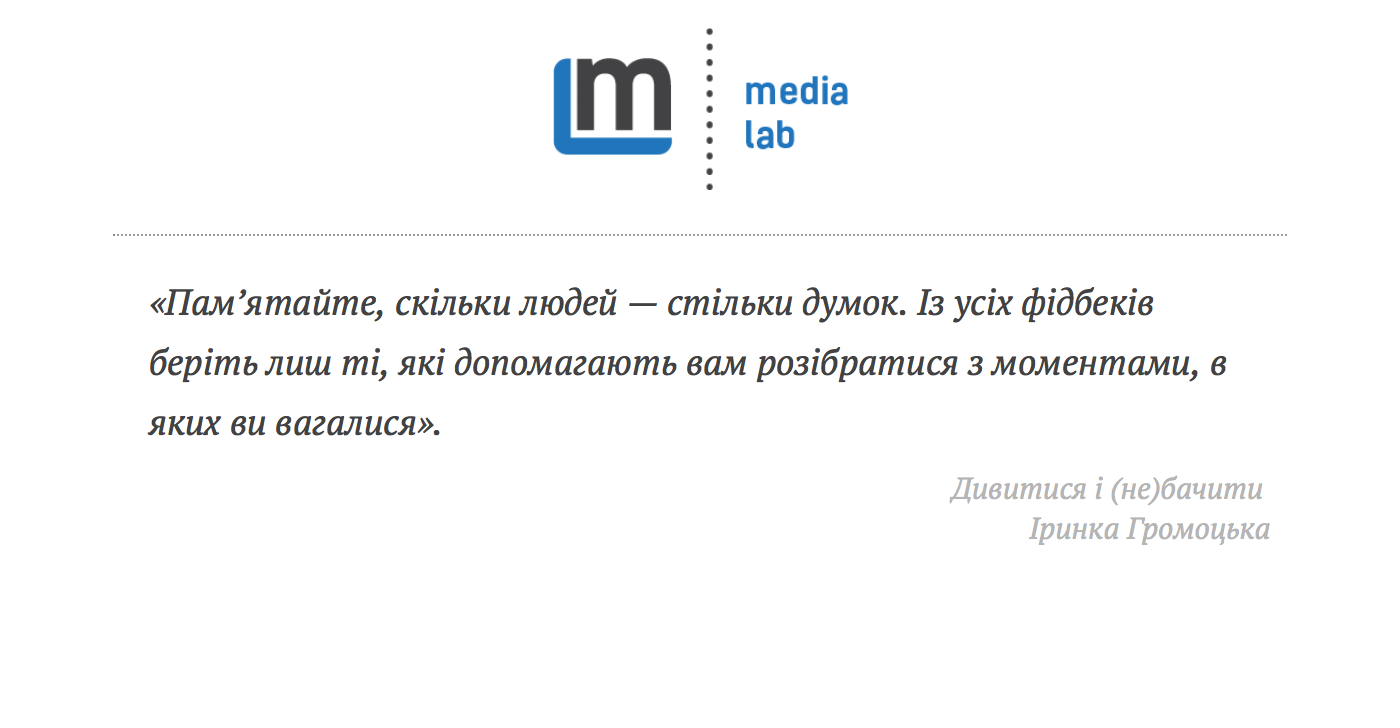 m
media
lab
«Пам’ятайте, скільки людей — стільки думок. Із усіх фідбеків
беріть лиш ті, які допомагають вам розібратися з моментами, в
яких ви вагалися».
Дивитися і (не)бачити
Іринка Громоцька